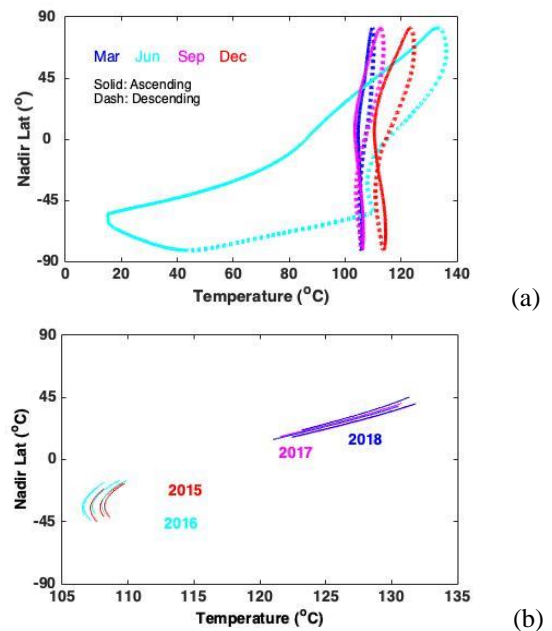 90
45
0
-45
-90
Nadir Lat (°)
Mar Jun Sep Dec
Solid: Ascending
Dash: Descending
0 20 40 60 80 100 120 140
Temperature (°C)
(a)
90
45
0
-45
-90
Nadir Lat (°C)
2017
2018
2015
2016
105 110 115 120 125 130 135
Temperature (°C)
(b)